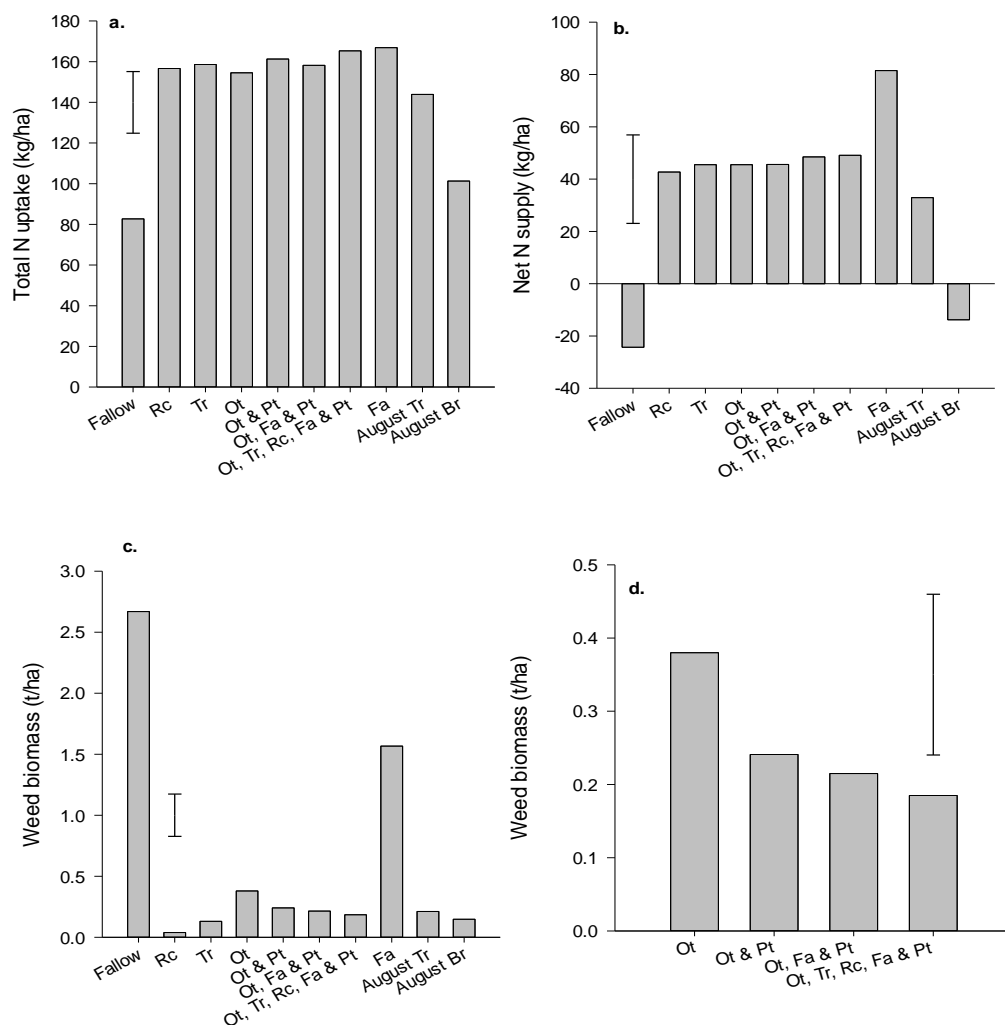 a.
Total N uptake (kg/ha)
180
160
140
120
100
80
60
40
20
0
Fallow
Rc
Tr
Ot
Ot & Pt
Ot, Fa & Pt
Ot, Tr, Rc, Fa & Pt
Fa
August Tr
August Br
b.
Net N supply (kg/ha)
100
80
60
40
20
0
-20
-40
Fallow
Rc
Tr
Ot
Ot & Pt
Ot, Fa & Pt
Ot, Tr, Rc, Fa & Pt
Fa
August Tr
August Br
c.
Weed biomass (t/ha)
3.0
2.5
2.0
1.5
1.0
0.5
0.0
Fallow
Rc
Tr
Ot
Ot & Pt
Ot, Fa & Pt
Ot, Tr, Rc, Fa & Pt
Fa
August Tr
August Br
d.
Weed biomass (t/ha)
0.5
0.4
0.3
0.2
0.1
0.0
Ot
Ot & Pt
Ot, Fa & Pt
Ot, Tr, Rc, Fa & Pt